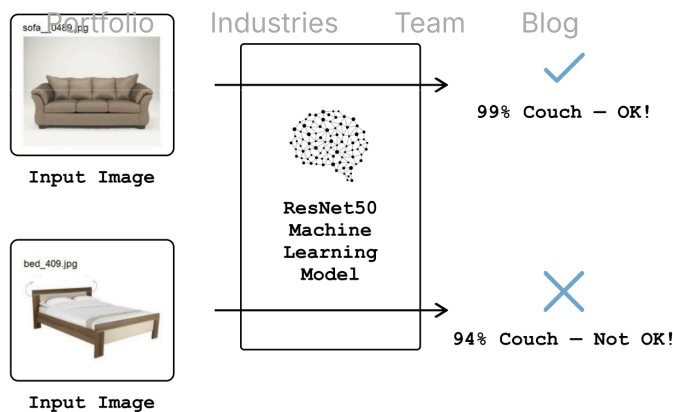 Portfolio Industries Team Blog
sofa__0489.jpg
99% Couch — OK!
Input Image
ResNet50
Machine
Learning
Model
bed_409.jpg
94% Couch — Not OK!
Input Image